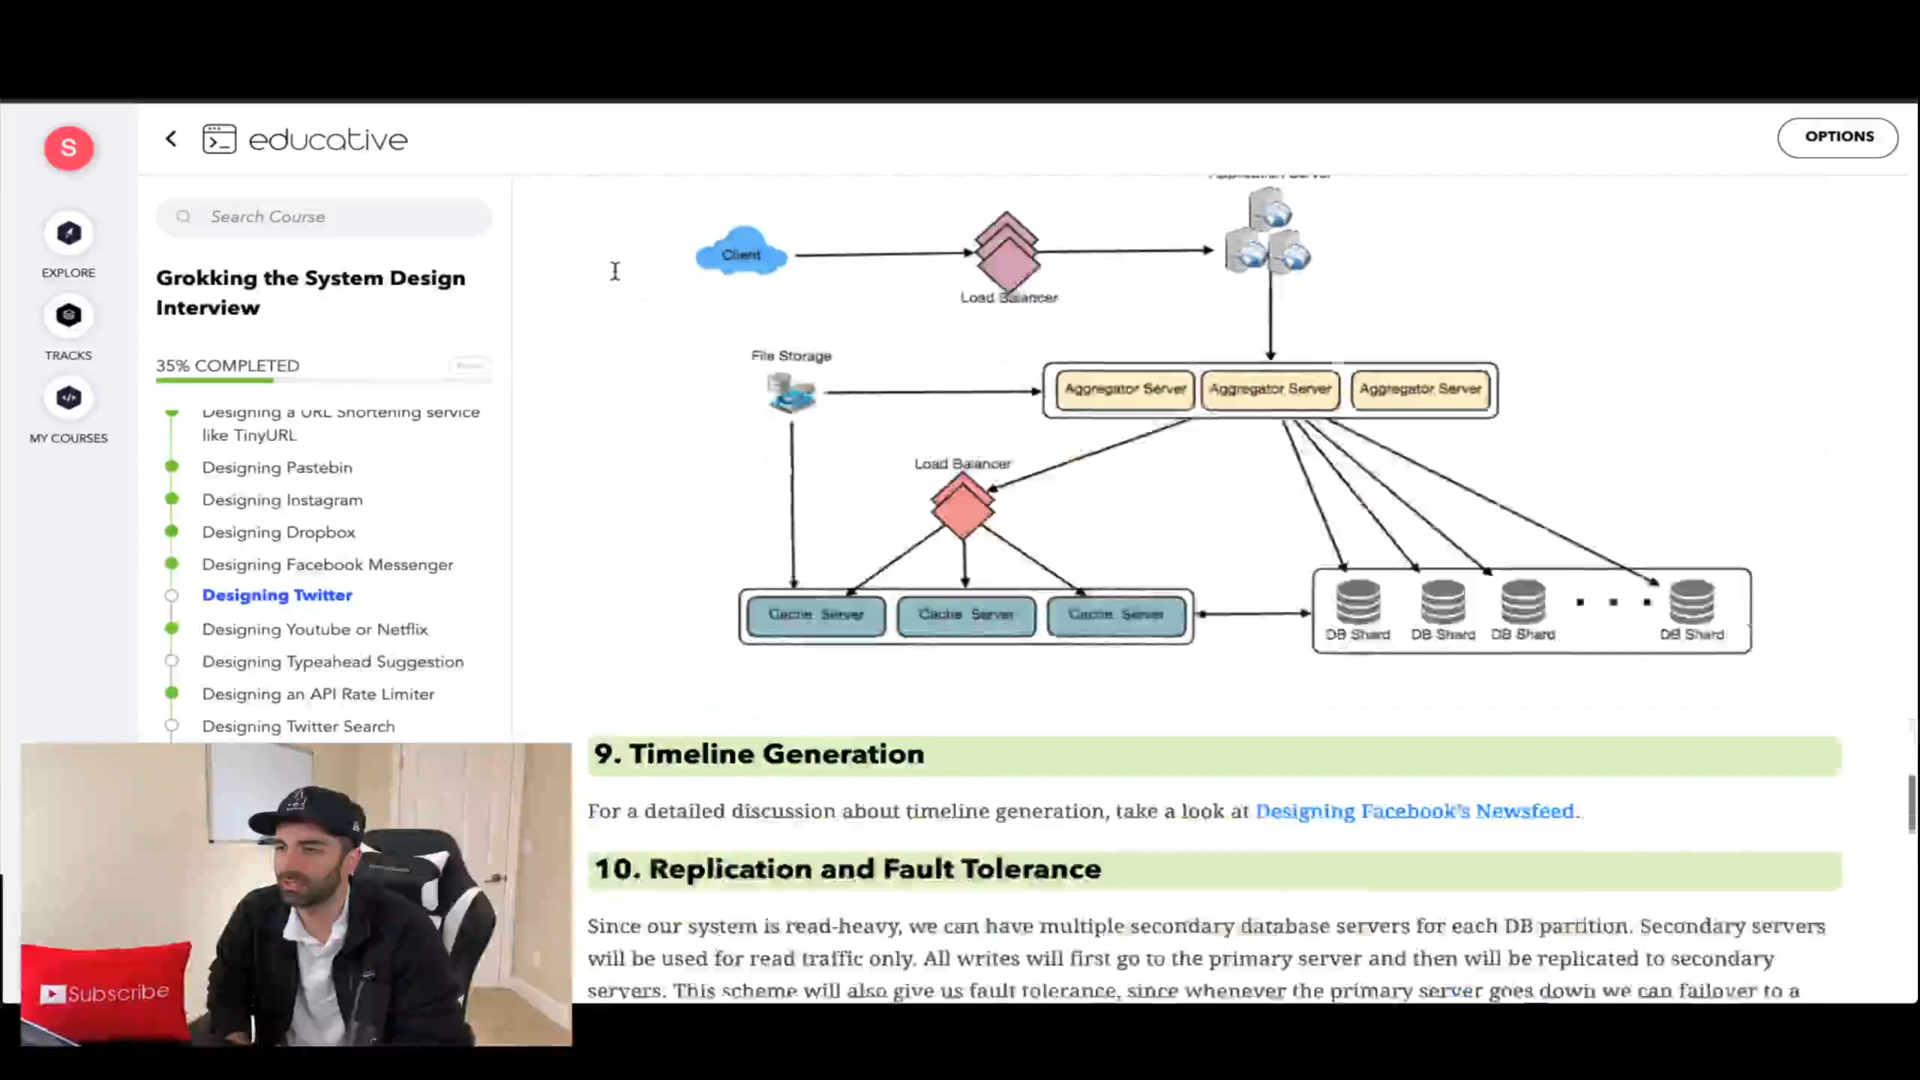 S
educative
OPTIONS
EXPLORE
TRACKS
MY COURSES
Search Course
Grokking the System Design
Interview
35% COMPLETED
Designing a URL Shortening service
like TinyURL
Designing Pastebin
Designing Instagram
Designing Dropbox
Designing Facebook Messenger
Designing Twitter
Designing Youtube or Netflix
Designing Typeahead Suggestion
Designing an API Rate Limiter
Designing Twitter Search
Application Server
Client
Load Balancer
File Storage
Aggregator Server
Aggregator Server
Aggregator Server
Load Balancer
Cache Server
Cache Server
Cache Server
DB Shard
DB Shard
DB Shard
DB Shard
9. Timeline Generation
For a detailed discussion about timeline generation, take a look at Designing Facebook's Newsfeed.
10. Replication and Fault Tolerance
Since our system is read-heavy, we can have multiple secondary database servers for each DB partition. Secondary servers
will be used for read traffic only. All writes will first go to the primary server and then will be replicated to secondary
servers. This scheme will also give us fault tolerance, since whenever the primary server goes down we can failover to a
Subscribe